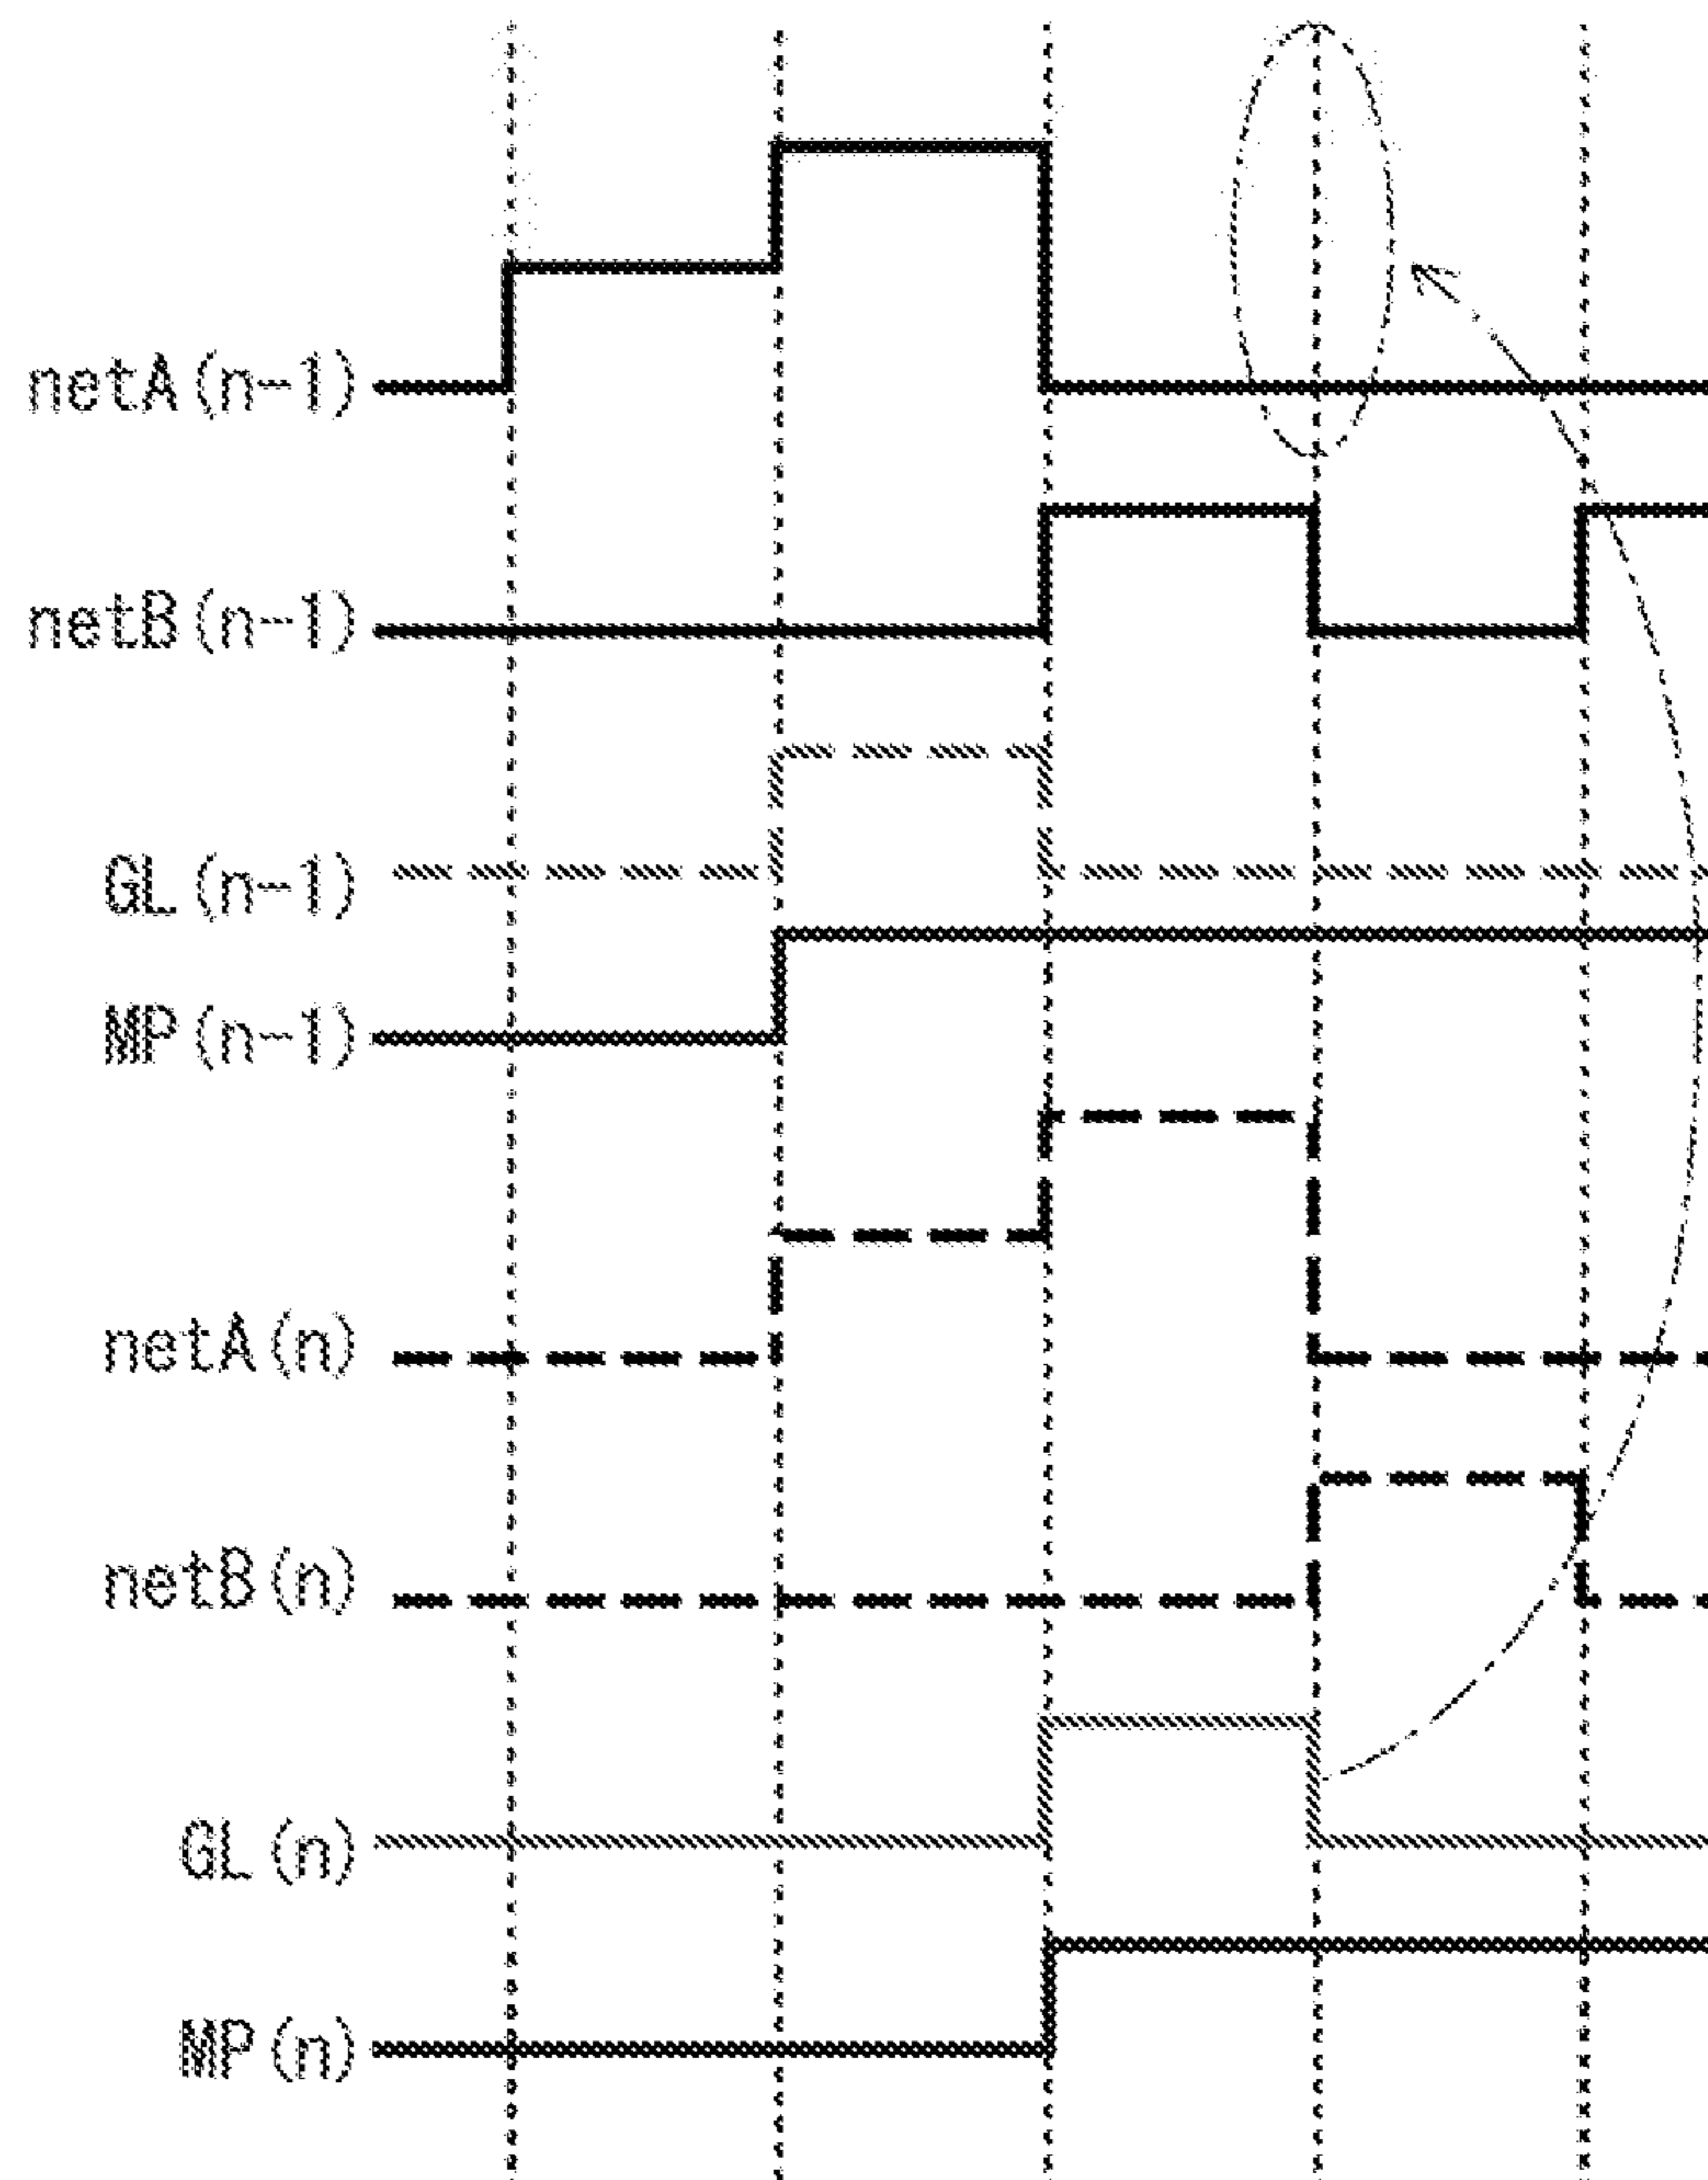 netA(n-1)
netB(n-1)
GL(n-1)
MP(n-1)
netA(n)
netB(n)
GL(n)
MP(n)